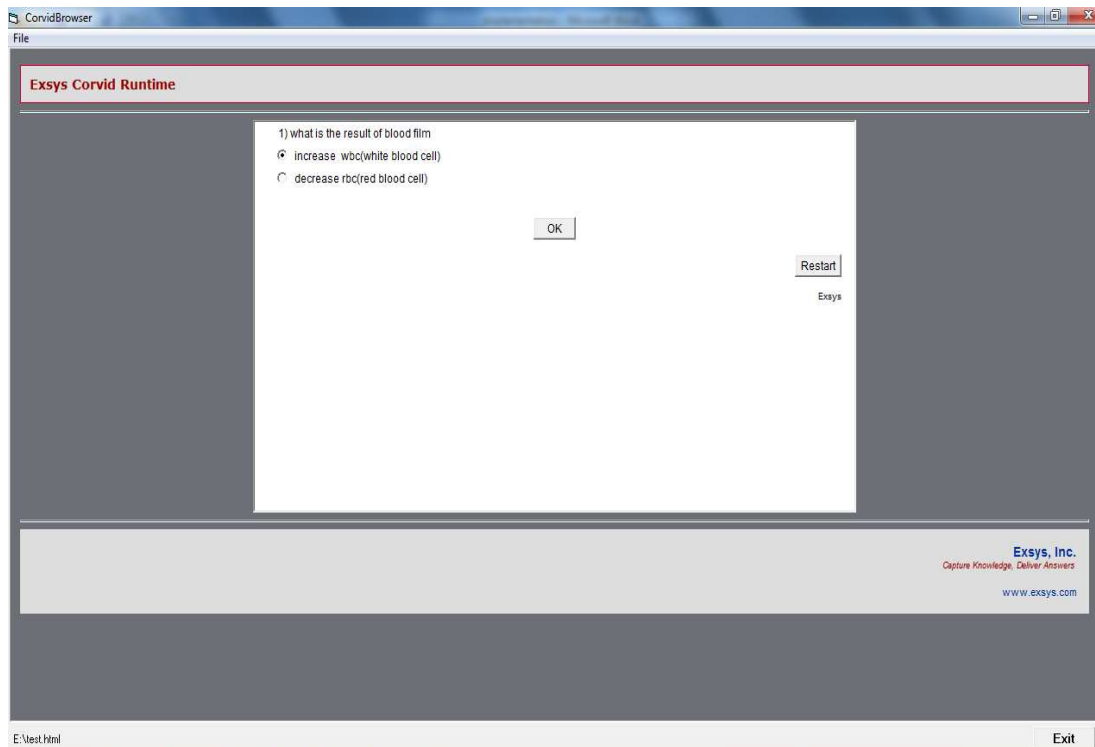 CorvidBrowser
File
Exsys Corvid Runtime
1) what is the result of blood film
increase wbc(white blood cell)
decrease rbc(red blood cell)
OK
Restart
Exsys
Exsys, Inc.
Capture Knowledge, Deliver Answers
www.exsys.com
E:\test.html
Exit